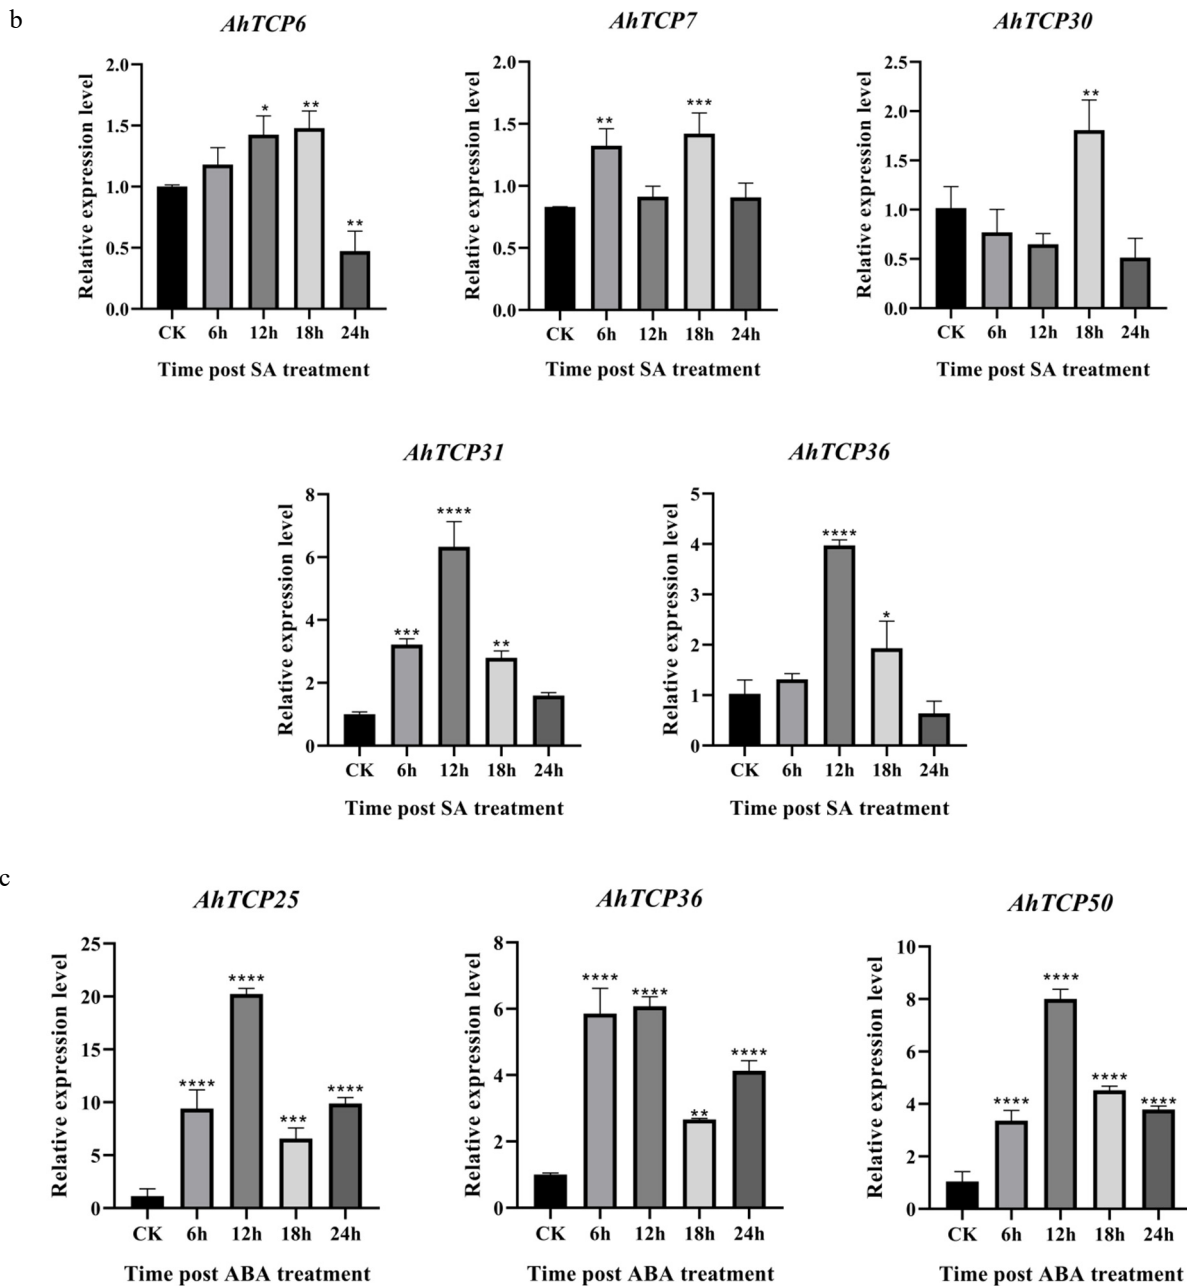 b
AhTCP6
AhTCP7
AhTCP30
Relative expression level
2.0
1.5
1.0
0.5
0.0
*
**
**
CK 6h 12h 18h 24h
Time post SA treatment
Relative expression level
2.0
1.5
1.0
0.5
0.0
**
***
CK 6h 12h 18h 24h
Time post SA treatment
Relative expression level
2.5
2.0
1.5
1.0
0.5
0.0
**
CK 6h 12h 18h 24h
Time post SA treatment
AhTCP31
AhTCP36
Relative expression level
8
6
4
2
0
***
****
**
CK 6h 12h 18h 24h
Time post SA treatment
Relative expression level
5
4
3
2
1
0
****
*
CK 6h 12h 18h 24h
Time post SA treatment
c
AhTCP25
AhTCP36
AhTCP50
Relative expression level
25
20
15
10
5
0
****
****
***
****
CK 6h 12h 18h 24h
Time post ABA treatment
Relative expression level
8
6
4
2
0
****
****
**
****
CK 6h 12h 18h 24h
Time post ABA treatment
Relative expression level
10
8
6
4
2
0
****
****
****
****
CK 6h 12h 18h 24h
Time post ABA treatment